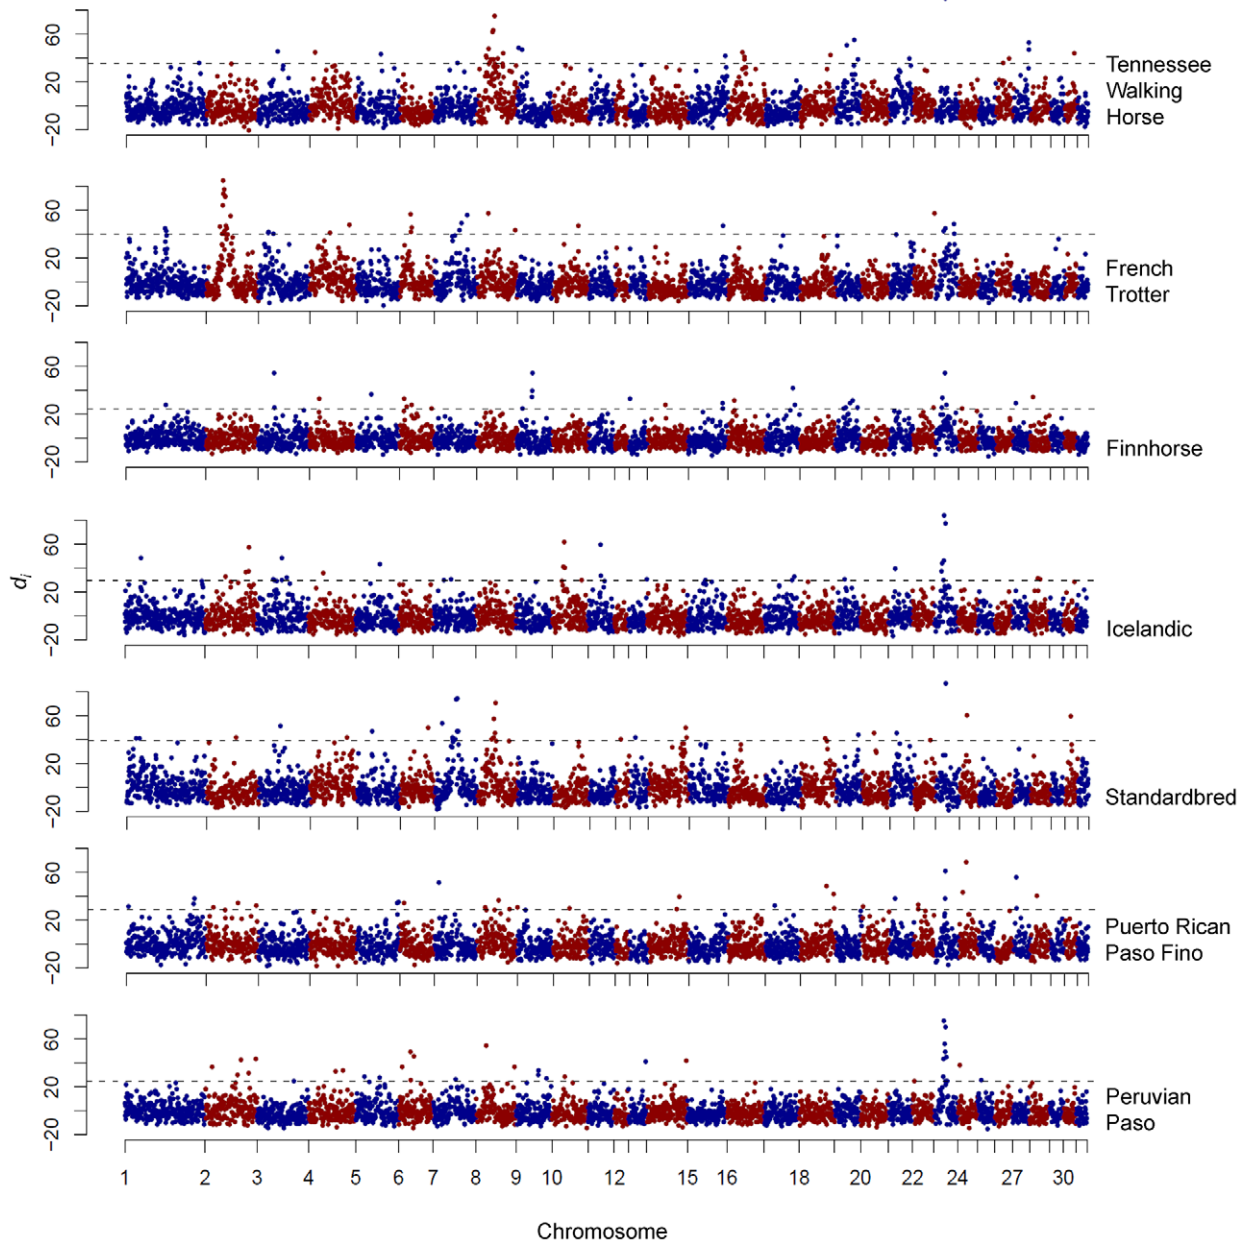 60
20
−20
Tennessee
Walking
Horse
60
20
−20
French
Trotter
60
20
−20
Finnhorse
60
20
−20
Icelandic
di
60
20
−20
Standardbred
60
20
−20
Puerto Rican
Paso Fino
60
20
−20
Peruvian
Paso
1 2 3 4 5 6 7 8 9 10 12 15 16 18 20 22 24 27 30
Chromosome